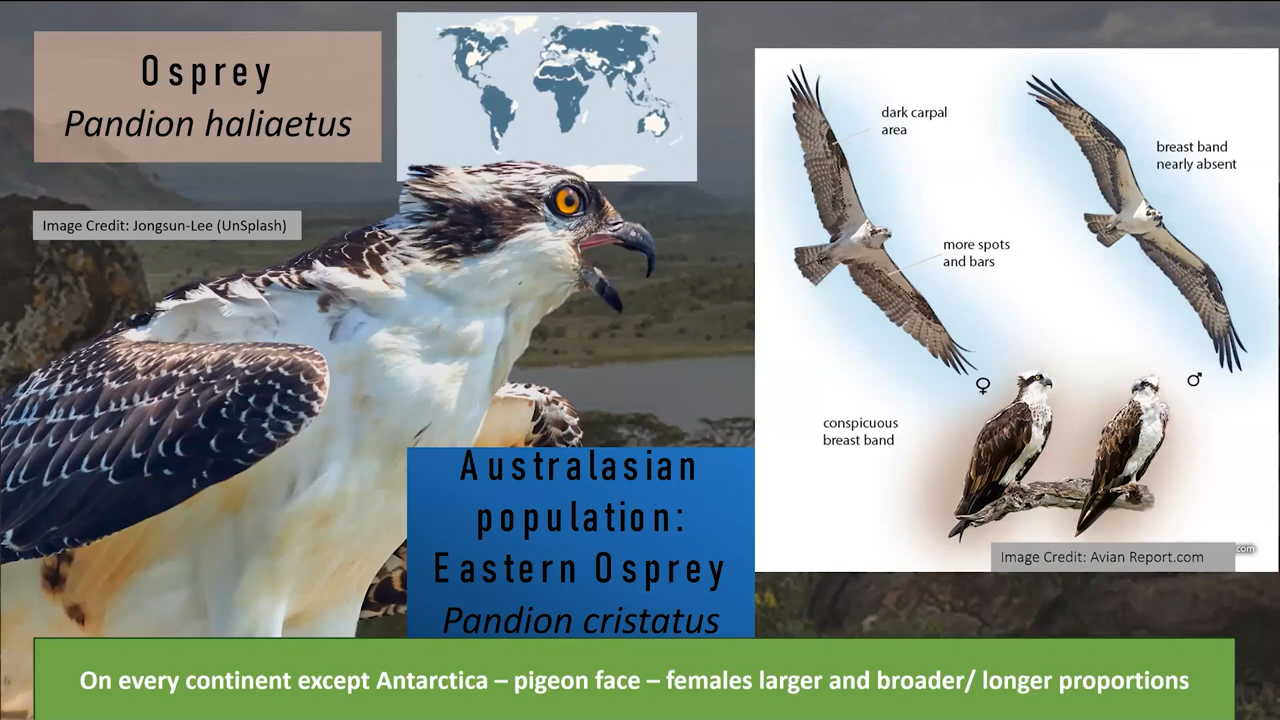 Osprey
Pandion haliaetus
Image Credit: Jongsun-Lee (UnSplash)
dark carpal
area
breast band
nearly absent
more spots
and bars
♀
♂
conspicuous
breast band
Image Credit: Avian Report.com
com
Australasian
population:
Eastern Osprey
Pandion cristatus
On every continent except Antarctica – pigeon face – females larger and broader/ longer proportions